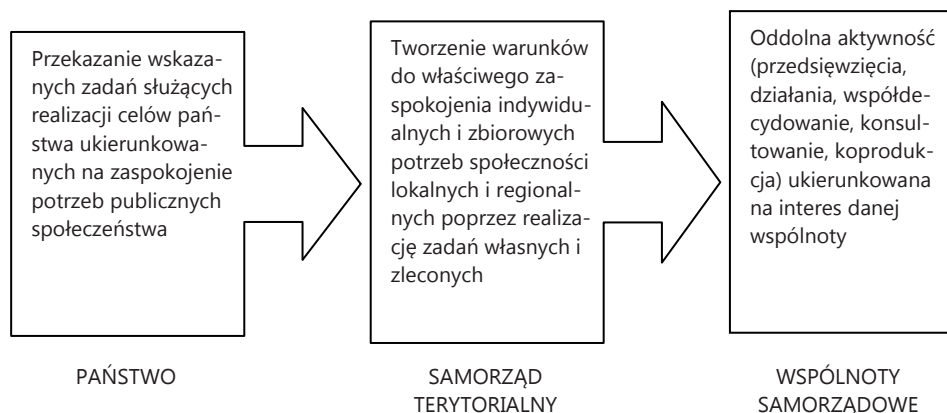 Przekazanie wskaza-
nych zadań służących
realizacji celów pań-
stwa ukierunkowa-
nych na zaspokojenie
potrzeb publicznych
społeczeństwa
Tworzenie warunków
do właściwego za-
spokojenia indywidu-
alnych i zbiorowych
potrzeb społeczności
lokalnych i regional-
nych poprzez realiza-
cję zadań własnych i
zleconych
Oddolna aktywność
(przedsięwzięcia,
działania, współde-
cydowanie, konsul-
towanie, koproduk-
cja) ukierunkowana
na interes danej
wspólnoty
PAŃSTWO
SAMORZĄD
TERYTORIALNY
WSPÓLNOTY
SAMORZĄDOWE